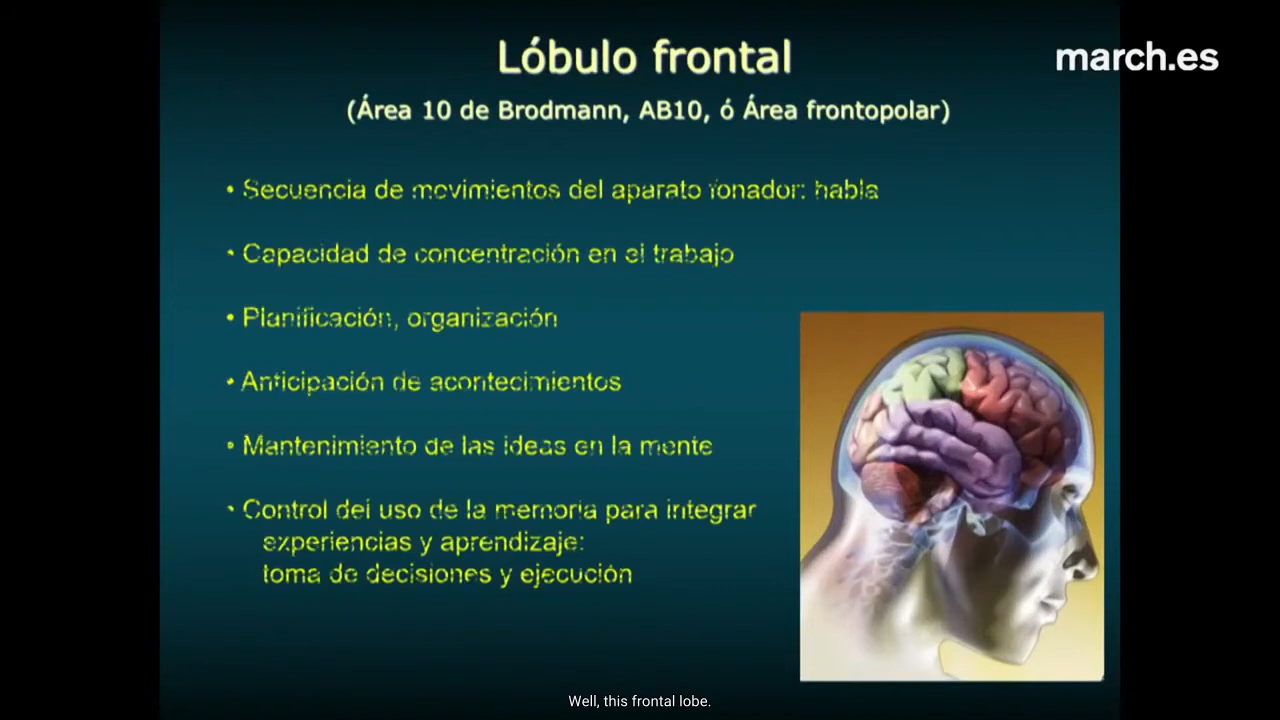 Lóbulo frontal
march.es
(Área 10 de Brodmann, AB10, ó Área frontopolar)
• Secuencia de movimientos del aparato fonador: habla
• Capacidad de concentración en el trabajo
• Planificación, organización
• Anticipación de acontecimientos
• Mantenimiento de las ideas en la mente
• Control del uso de la memoria para integrar
experiencias y aprendizaje:
toma de decisiones y ejecución
Well, this frontal lobe.